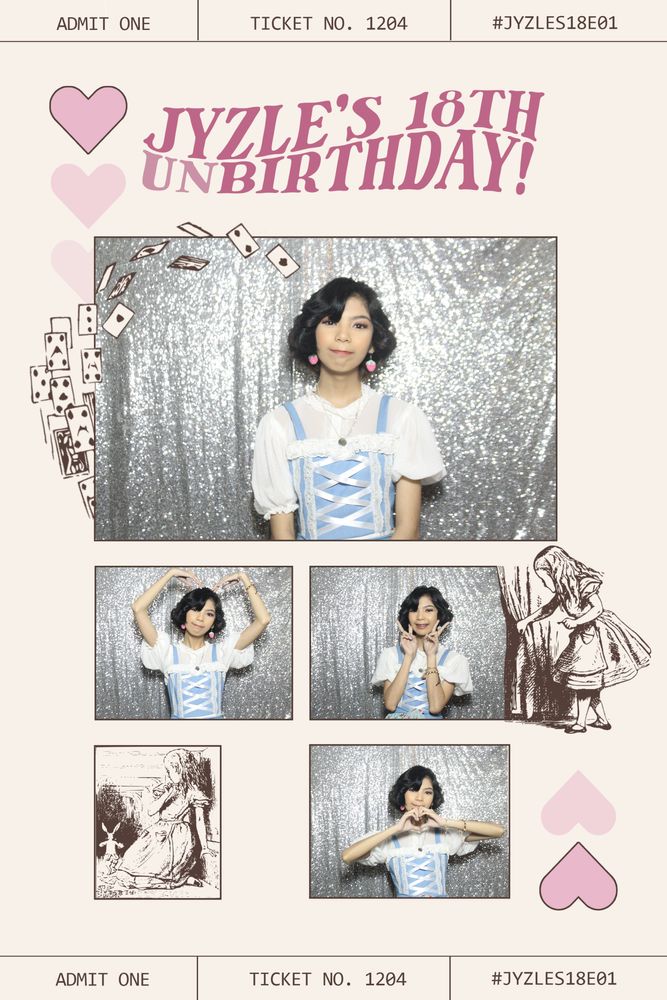 ADMIT ONE
TICKET NO. 1204
#JYZLES18E01
JYZLE'S 18TH
UNBIRTHDAY!
ADMIT ONE
TICKET NO. 1204
#JYZLES18E01